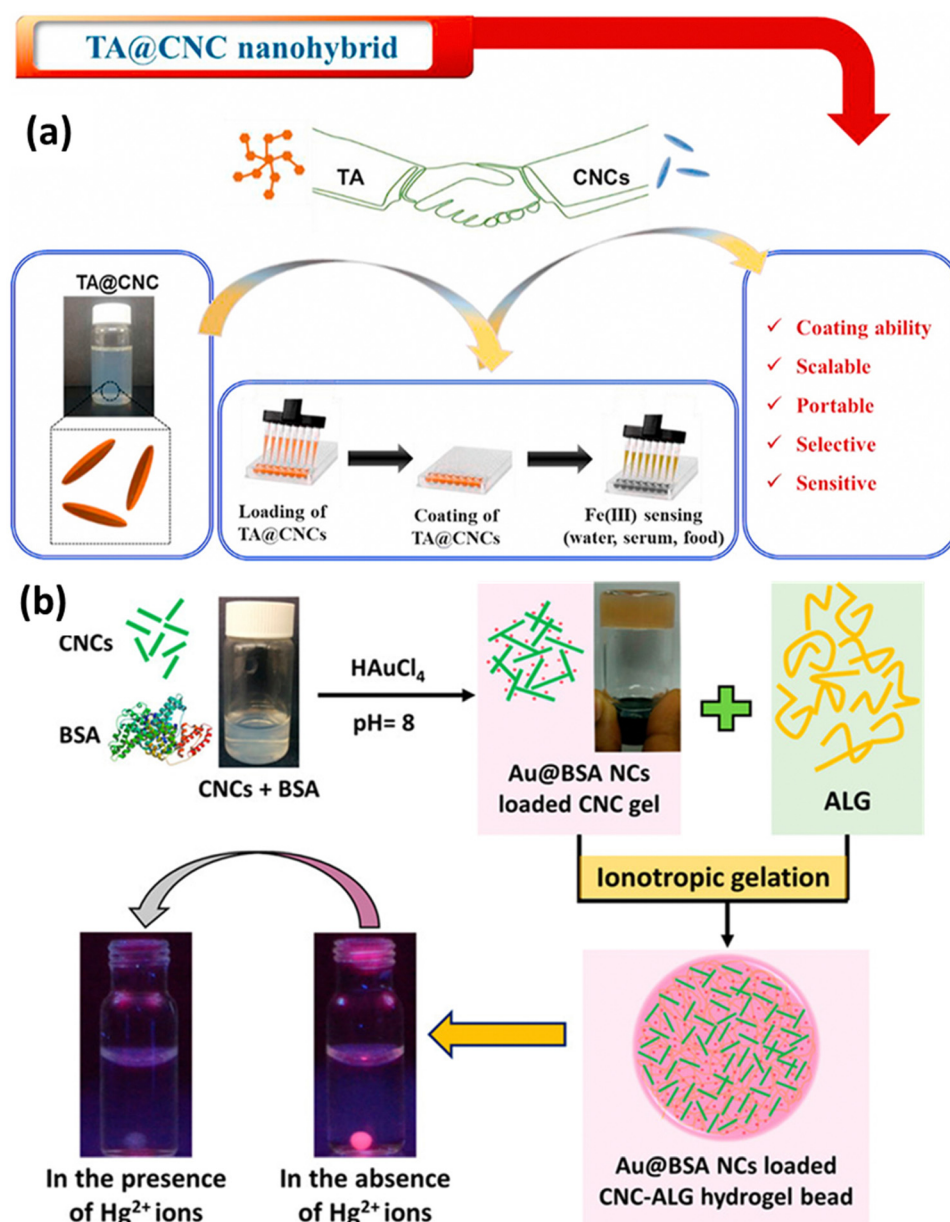 TA@CNC nanohybrid
(a)
TA
CNCs
TA@CNC
Loading of
TA@CNCs
Coating of
TA@CNCs
Fe(III) sensing
(water, serum, food)
✓ Coating ability
✓ Scalable
✓ Portable
✓ Selective
✓ Sensitive
(b)
CNCs
BSA
CNCs + BSA
HAuCl₄
pH= 8
Au@BSA NCs
loaded CNC gel
ALG
Ionotropic gelation
In the presence
of Hg²⁺ ions
In the absence
of Hg²⁺ ions
Au@BSA NCs loaded
CNC-ALG hydrogel bead